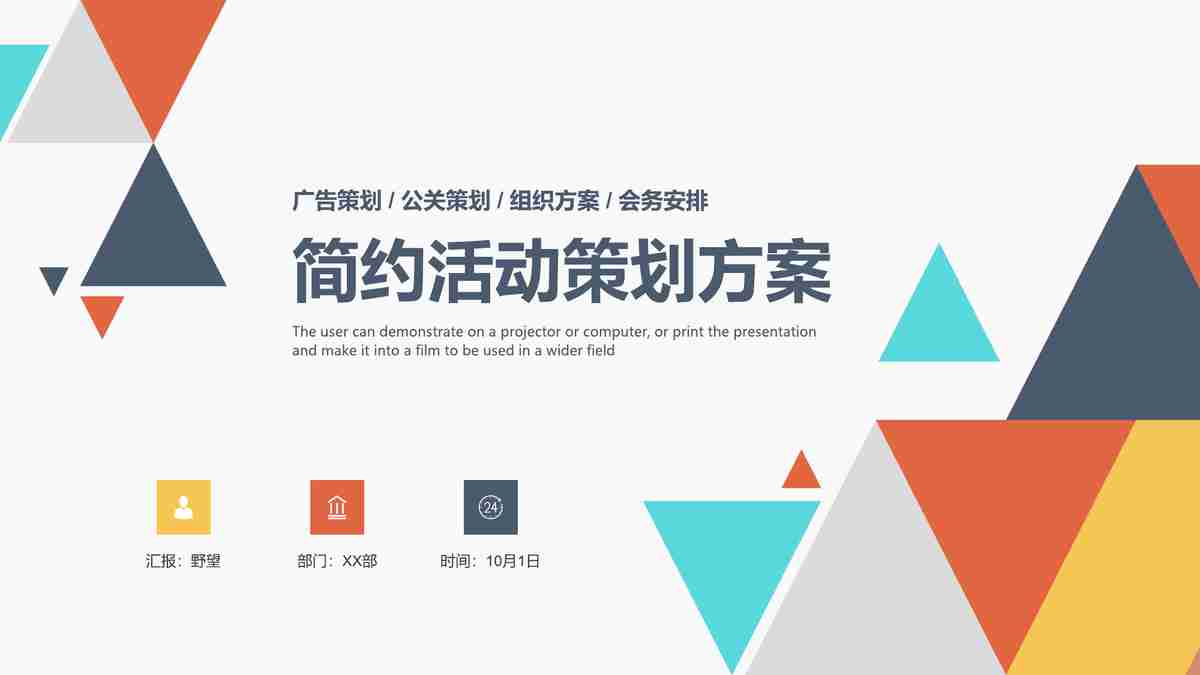 广告策划 / 公关策划 / 组织方案 / 会务安排
简约活动策划方案
The user can demonstrate on a projector or computer, or print the presentation
and make it into a film to be used in a wider field
24
汇报：野望
部门：XX部
时间：10月1日